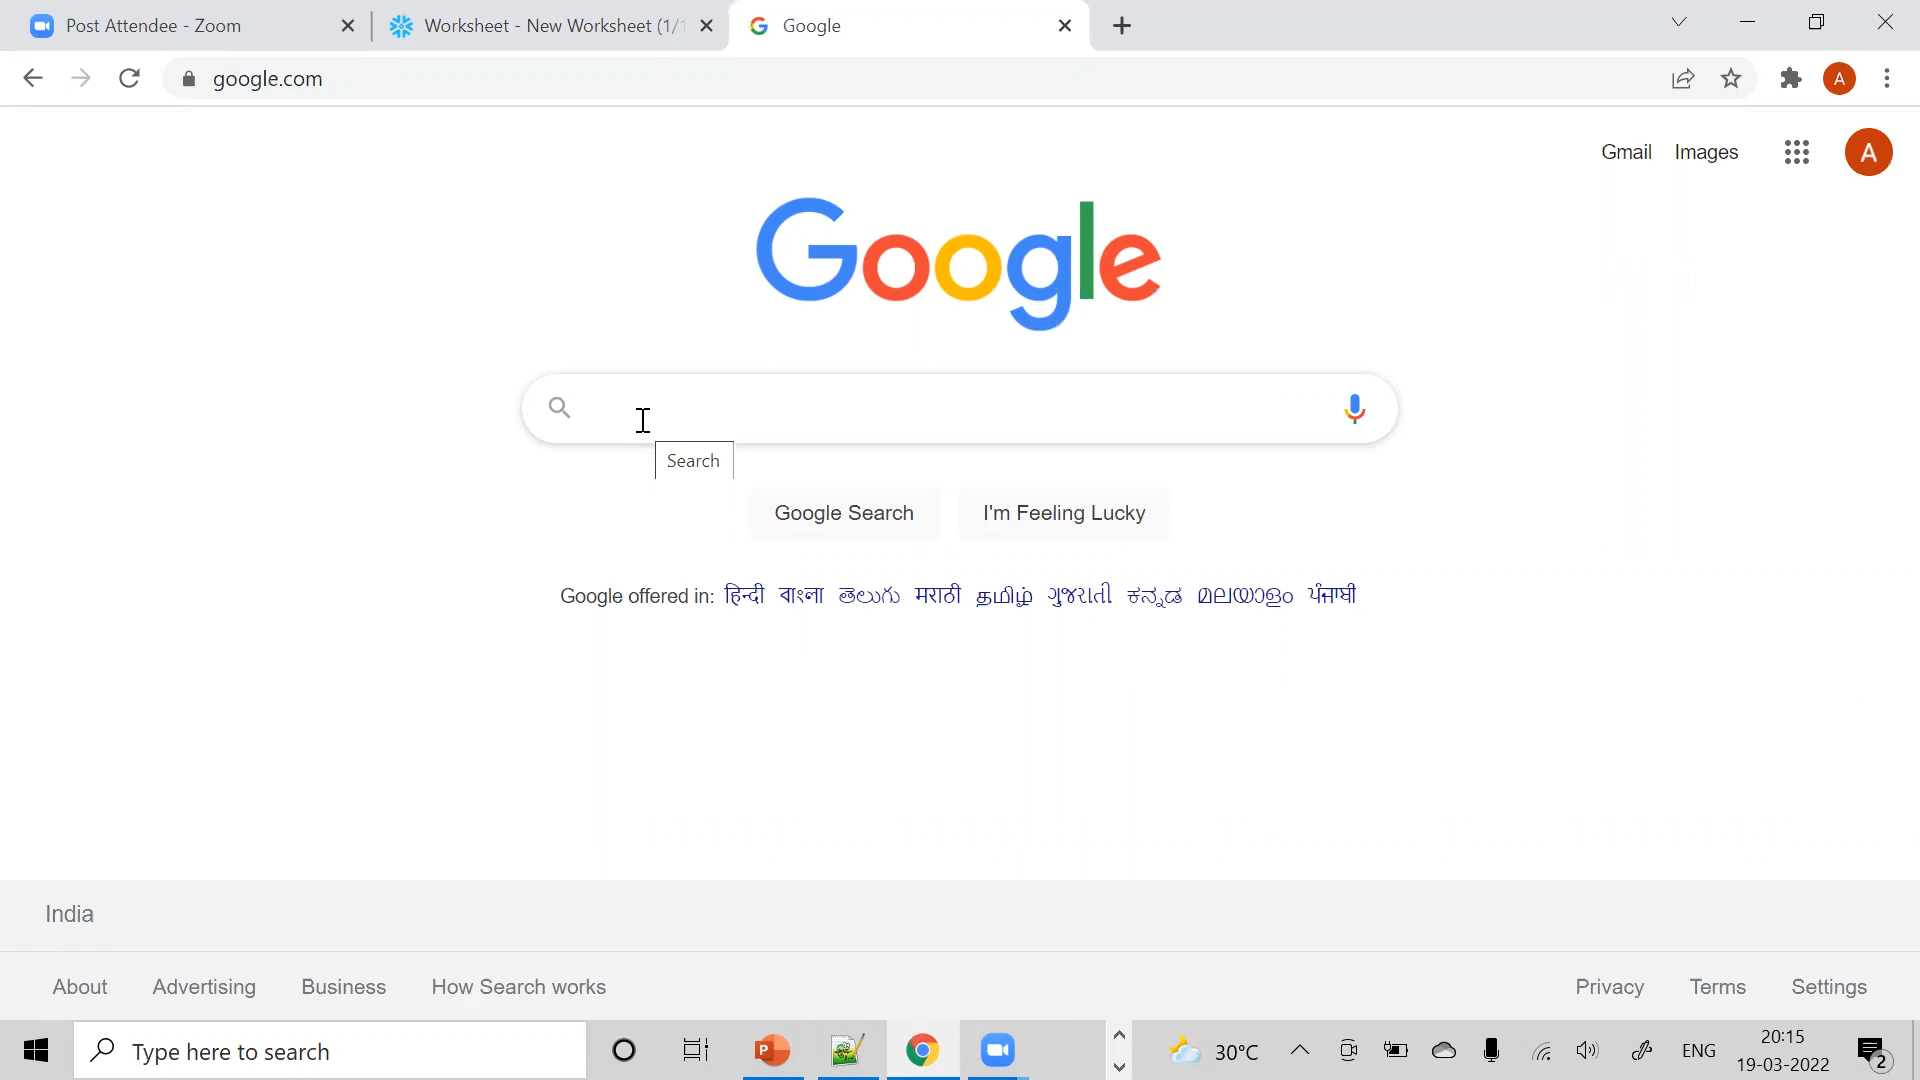 Post Attendee - Zoom
Worksheet - New Worksheet (1/1
Google
google.com
A
Gmail Images
A
Google
Search
Google Search I'm Feeling Lucky
Google offered in: हिन्दी বাংলা తెలుగు मराठी தமிழ் ગુજરાતી ಕನ್ನಡ മലയാളം ਪੰਜਾਬੀ
India
About Advertising Business How Search works
Privacy Terms Settings
Type here to search
30°C
ENG
20:15
19-03-2022
2